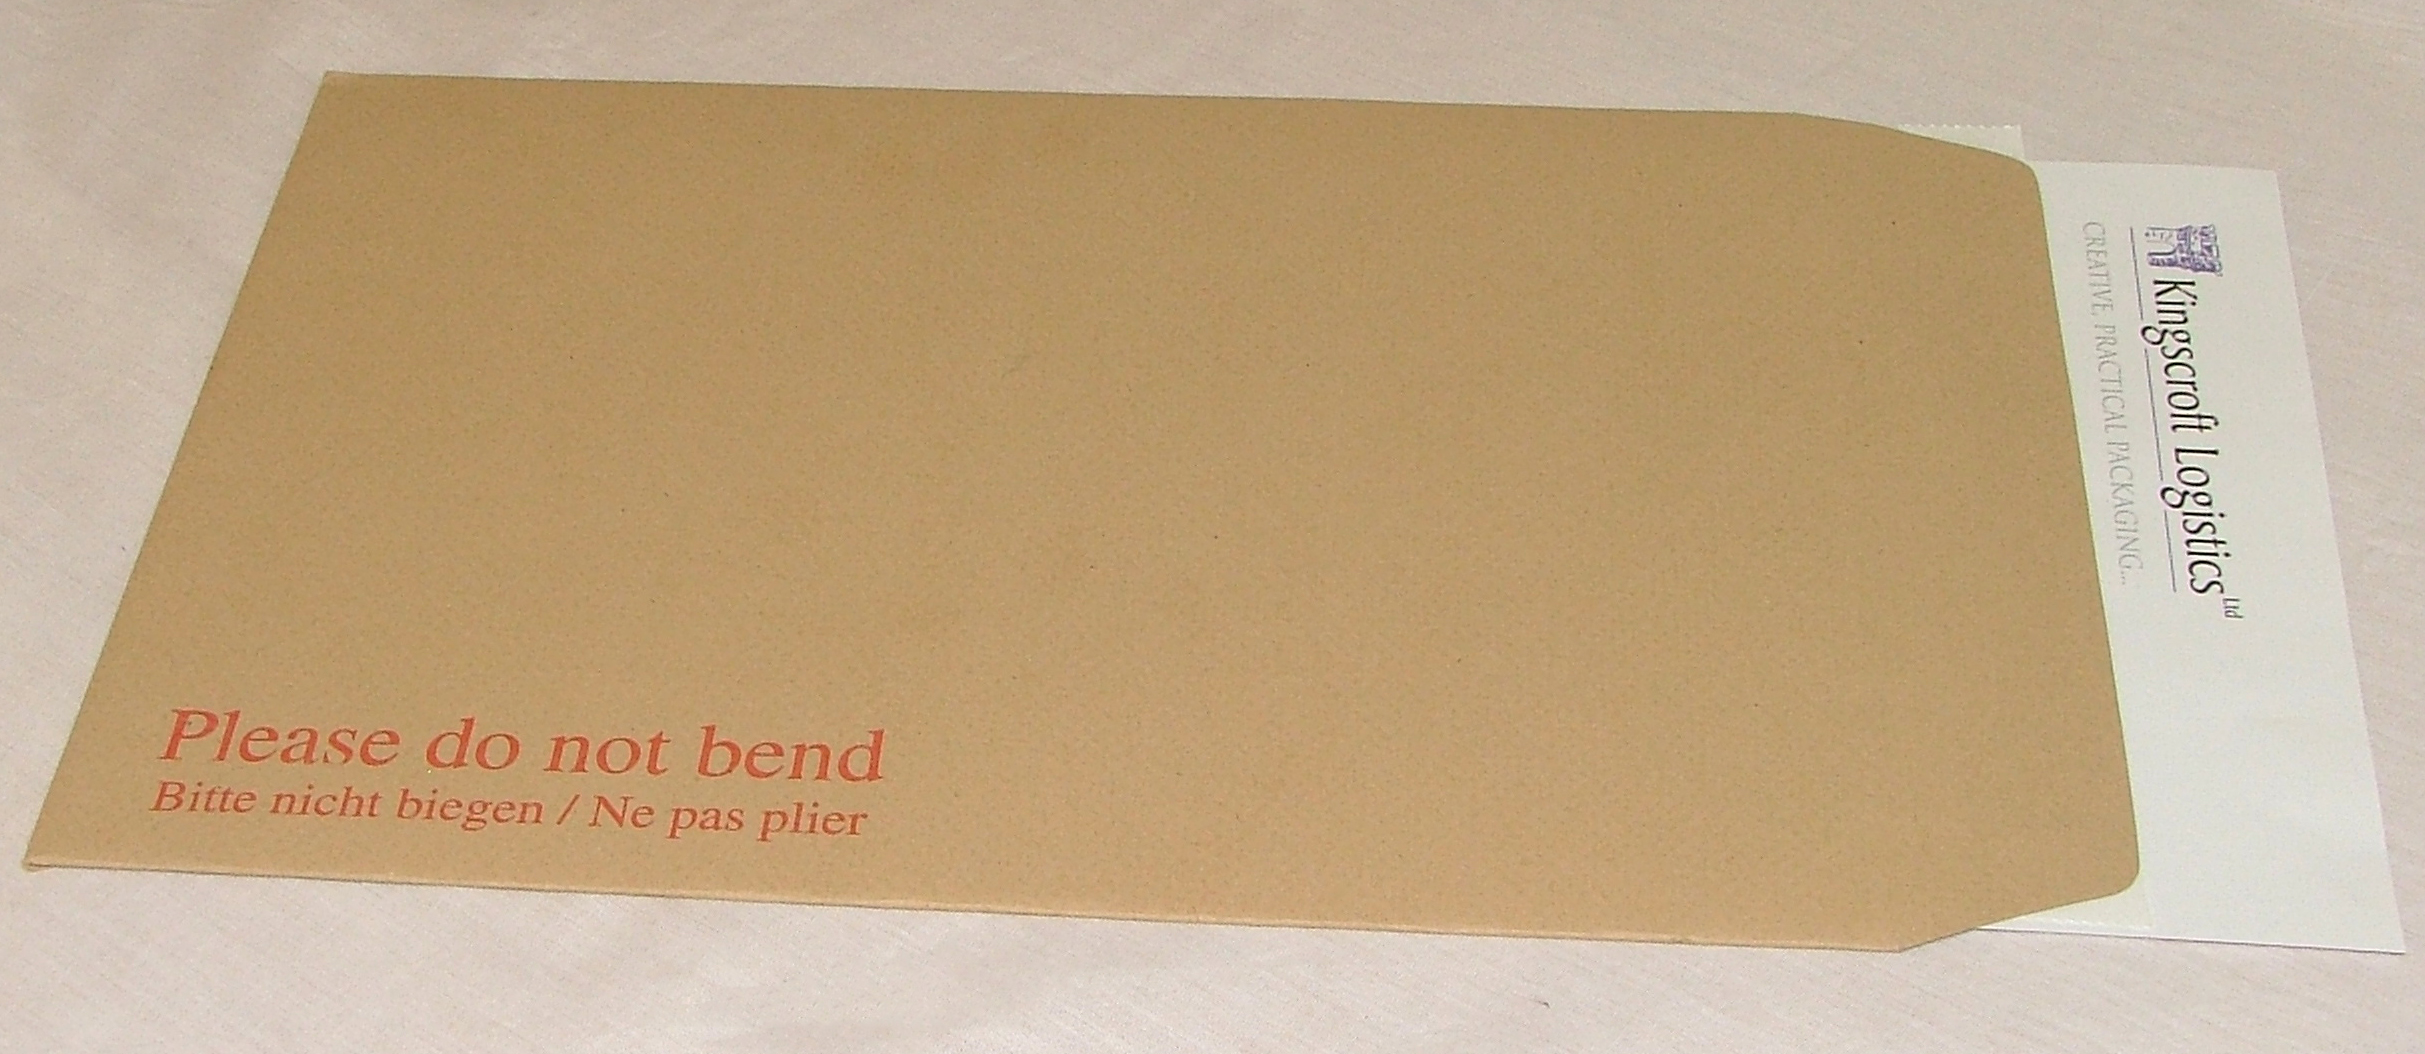 Please do not bend
Bitte nicht biegen / Ne pas plier
Kingscroft Logistics Ltd
CREATIVE, PRACTICAL PACKAGING...